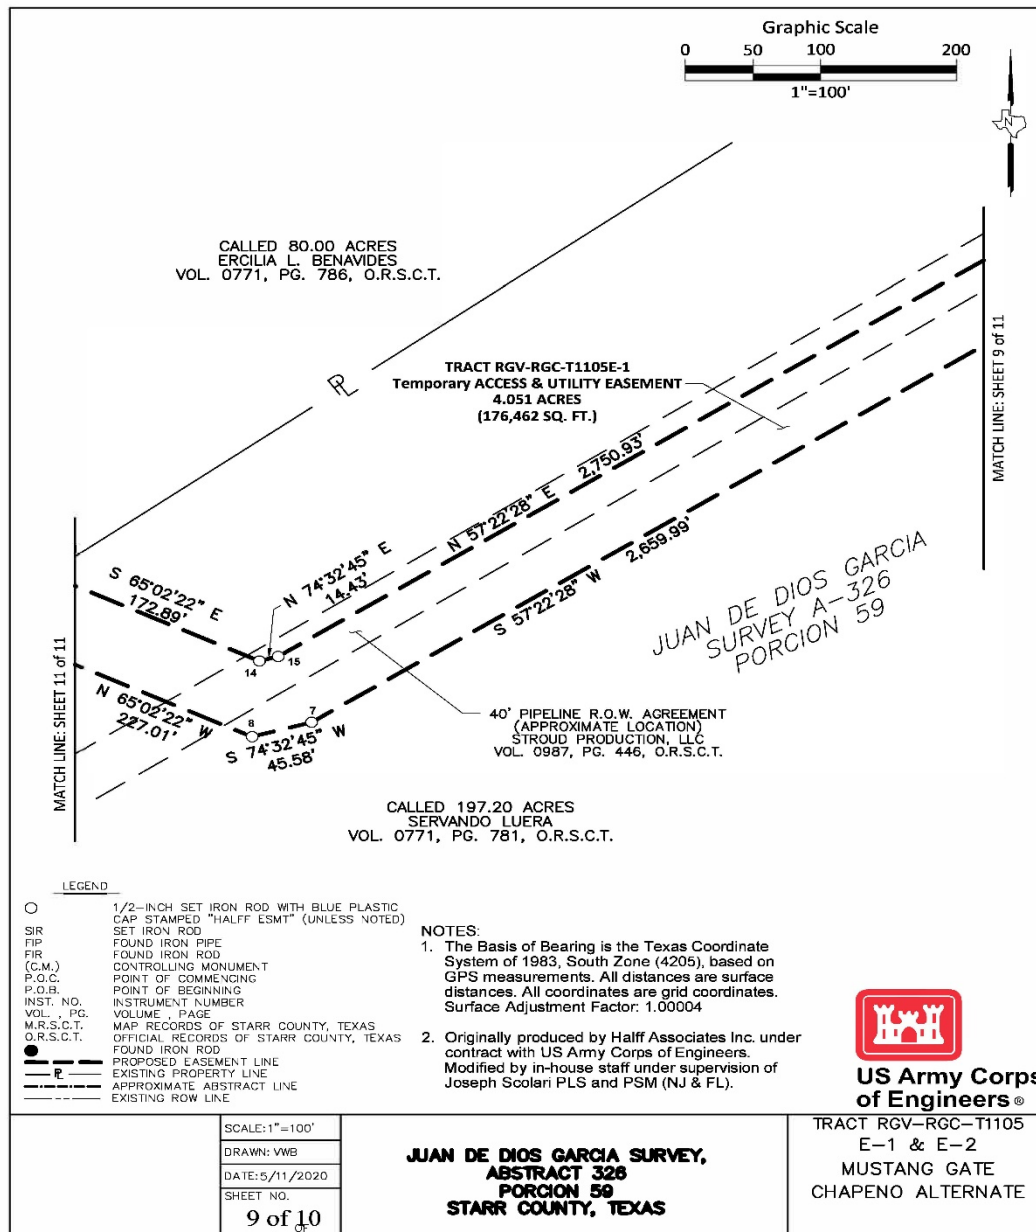 Graphic Scale
0 50 100 200
1"=100'
N
CALLED 80.00 ACRES
ERCILIA L. BENAVIDES
VOL. 0771, PG. 786, O.R.S.C.T.
PL
TRACT RGV-RGC-T1105E-1
Temporary ACCESS & UTILITY EASEMENT
4.051 ACRES
(176,462 SQ. FT.)
MATCH LINE: SHEET 9 of 11
N 57°22'28" E 2,750.93'
S 57°22'28" W 2,659.99'
S 65°02'22" E
172.89'
N 74°32'45" E
14.43'
14
15
JUAN DE DIOS GARCIA
SURVEY A-326
PORCION 59
MATCH LINE: SHEET 11 of 11
N 65°02'22" W
227.01'
8
7
S 74°32'45" W
45.58'
40' PIPELINE R.O.W. AGREEMENT
(APPROXIMATE LOCATION)
STROUD PRODUCTION, LLC
VOL. 0987, PG. 446, O.R.S.C.T.
CALLED 197.20 ACRES
SERVANDO LUERA
VOL. 0771, PG. 781, O.R.S.C.T.
LEGEND
1/2-INCH SET IRON ROD WITH BLUE PLASTIC
CAP STAMPED "HALFF ESMT" (UNLESS NOTED)
SIR SET IRON ROD
FIP FOUND IRON PIPE
FIR FOUND IRON ROD
(C.M.) CONTROLLING MONUMENT
P.O.C. POINT OF COMMENCING
P.O.B. POINT OF BEGINNING
INST. NO. INSTRUMENT NUMBER
VOL. , PG. VOLUME , PAGE
M.R.S.C.T. MAP RECORDS OF STARR COUNTY, TEXAS
O.R.S.C.T. OFFICIAL RECORDS OF STARR COUNTY, TEXAS
FOUND IRON ROD
PROPOSED EASEMENT LINE
PL EXISTING PROPERTY LINE
APPROXIMATE ABSTRACT LINE
EXISTING ROW LINE
NOTES:
1. The Basis of Bearing is the Texas Coordinate
System of 1983, South Zone (4205), based on
GPS measurements. All distances are surface
distances. All coordinates are grid coordinates.
Surface Adjustment Factor: 1.00004
2. Originally produced by Halff Associates Inc. under
contract with US Army Corps of Engineers.
Modified by in-house staff under supervision of
Joseph Scolari PLS and PSM (NJ & FL).
US Army Corps
of Engineers ®
SCALE: 1"=100'
DRAWN: VWB
DATE: 5/11/2020
SHEET NO.
9 of 10
OF
JUAN DE DIOS GARCIA SURVEY,
ABSTRACT 326
PORCION 59
STARR COUNTY, TEXAS
TRACT RGV-RGC-T1105
E-1 & E-2
MUSTANG GATE
CHAPENO ALTERNATE